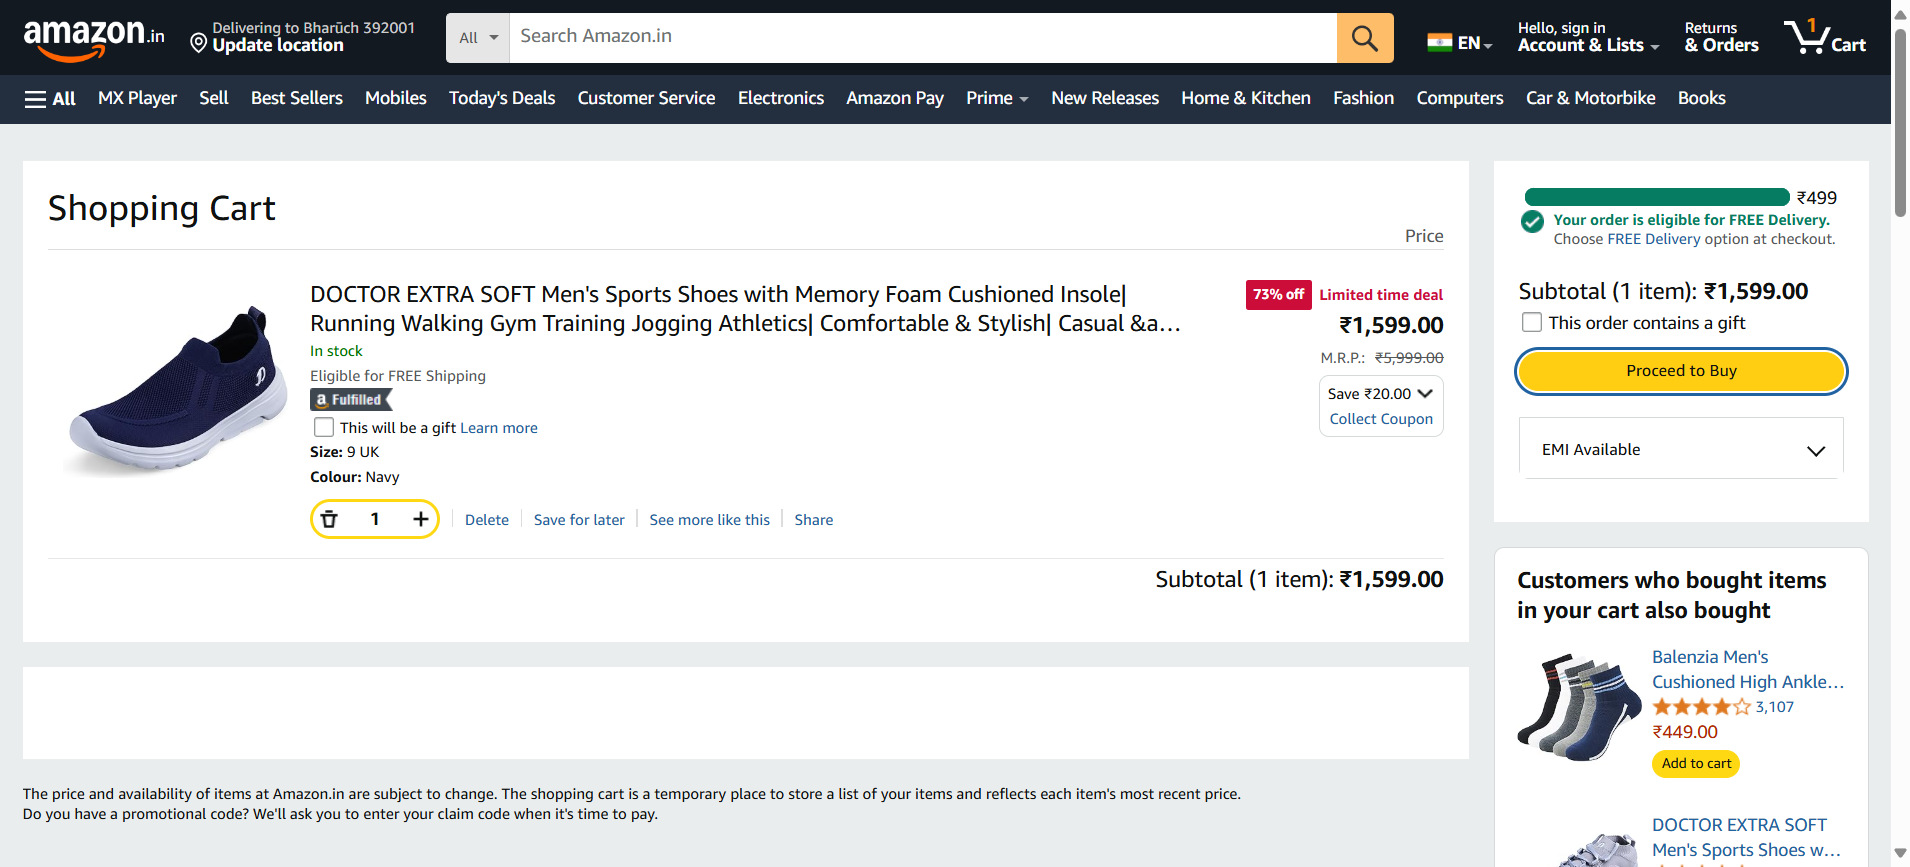 amazon.in
Delivering to Bharūch 392001
Update location
All
Search Amazon.in
EN
Hello, sign in
Account & Lists
Returns
& Orders
1
Cart
All
MX Player
Sell
Best Sellers
Mobiles
Today's Deals
Customer Service
Electronics
Amazon Pay
Prime
New Releases
Home & Kitchen
Fashion
Computers
Car & Motorbike
Books
Shopping Cart
Price
DOCTOR EXTRA SOFT Men's Sports Shoes with Memory Foam Cushioned Insole|
Running Walking Gym Training Jogging Athletics| Comfortable & Stylish| Casual &a…
In stock
Eligible for FREE Shipping
a Fulfilled
This will be a gift Learn more
Size: 9 UK
Colour: Navy
1
Delete
Save for later
See more like this
Share
73% off
Limited time deal
₹1,599.00
M.R.P.: ₹5,999.00
Save ₹20.00
Collect Coupon
Subtotal (1 item): ₹1,599.00
₹499
Your order is eligible for FREE Delivery.
Choose FREE Delivery option at checkout.
Subtotal (1 item): ₹1,599.00
This order contains a gift
Proceed to Buy
EMI Available
Customers who bought items
in your cart also bought
Balenzia Men's
Cushioned High Ankle…
3,107
₹449.00
Add to cart
DOCTOR EXTRA SOFT
Men's Sports Shoes w…
The price and availability of items at Amazon.in are subject to change. The shopping cart is a temporary place to store a list of your items and reflects each item's most recent price.
Do you have a promotional code? We'll ask you to enter your claim code when it's time to pay.